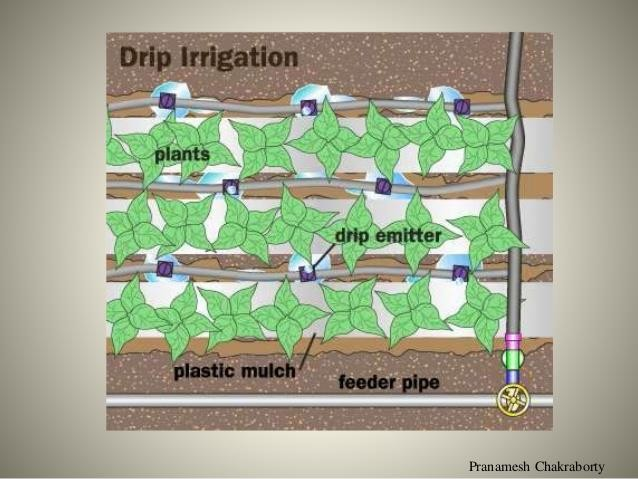 Drip Irrigation
plants
drip emitter
plastic mulch
feeder pipe
Pranamesh Chakraborty